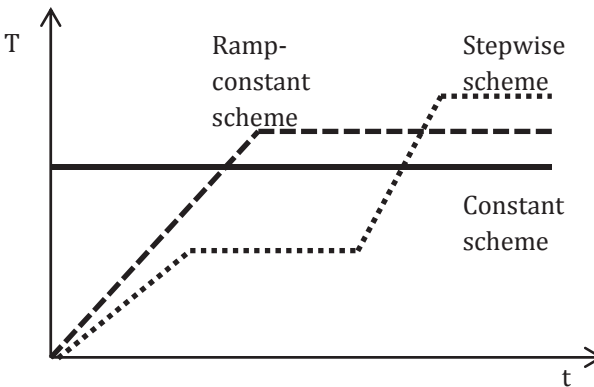 T
Ramp-
constant
scheme
Stepwise
scheme
Constant
scheme
t